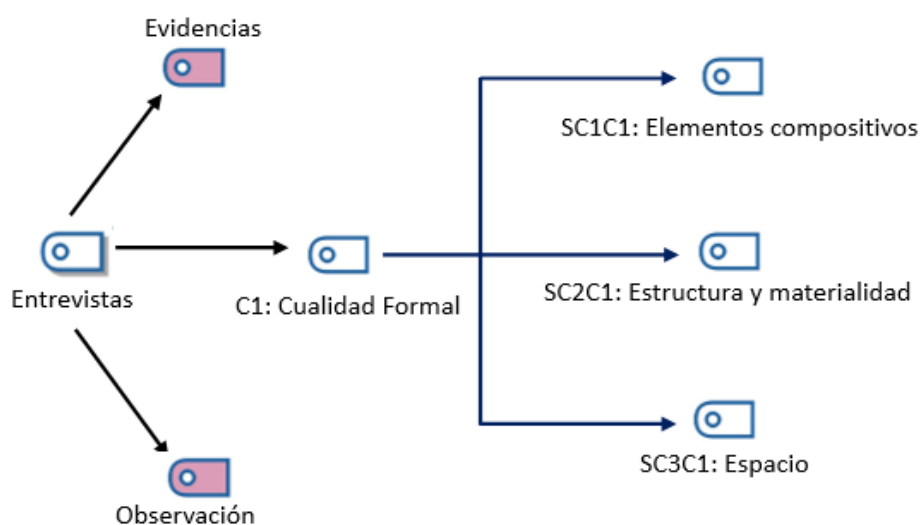 Evidencias
SC1C1: Elementos compositivos
Entrevistas
C1: Cualidad Formal
SC2C1: Estructura y materialidad
SC3C1: Espacio
Observación